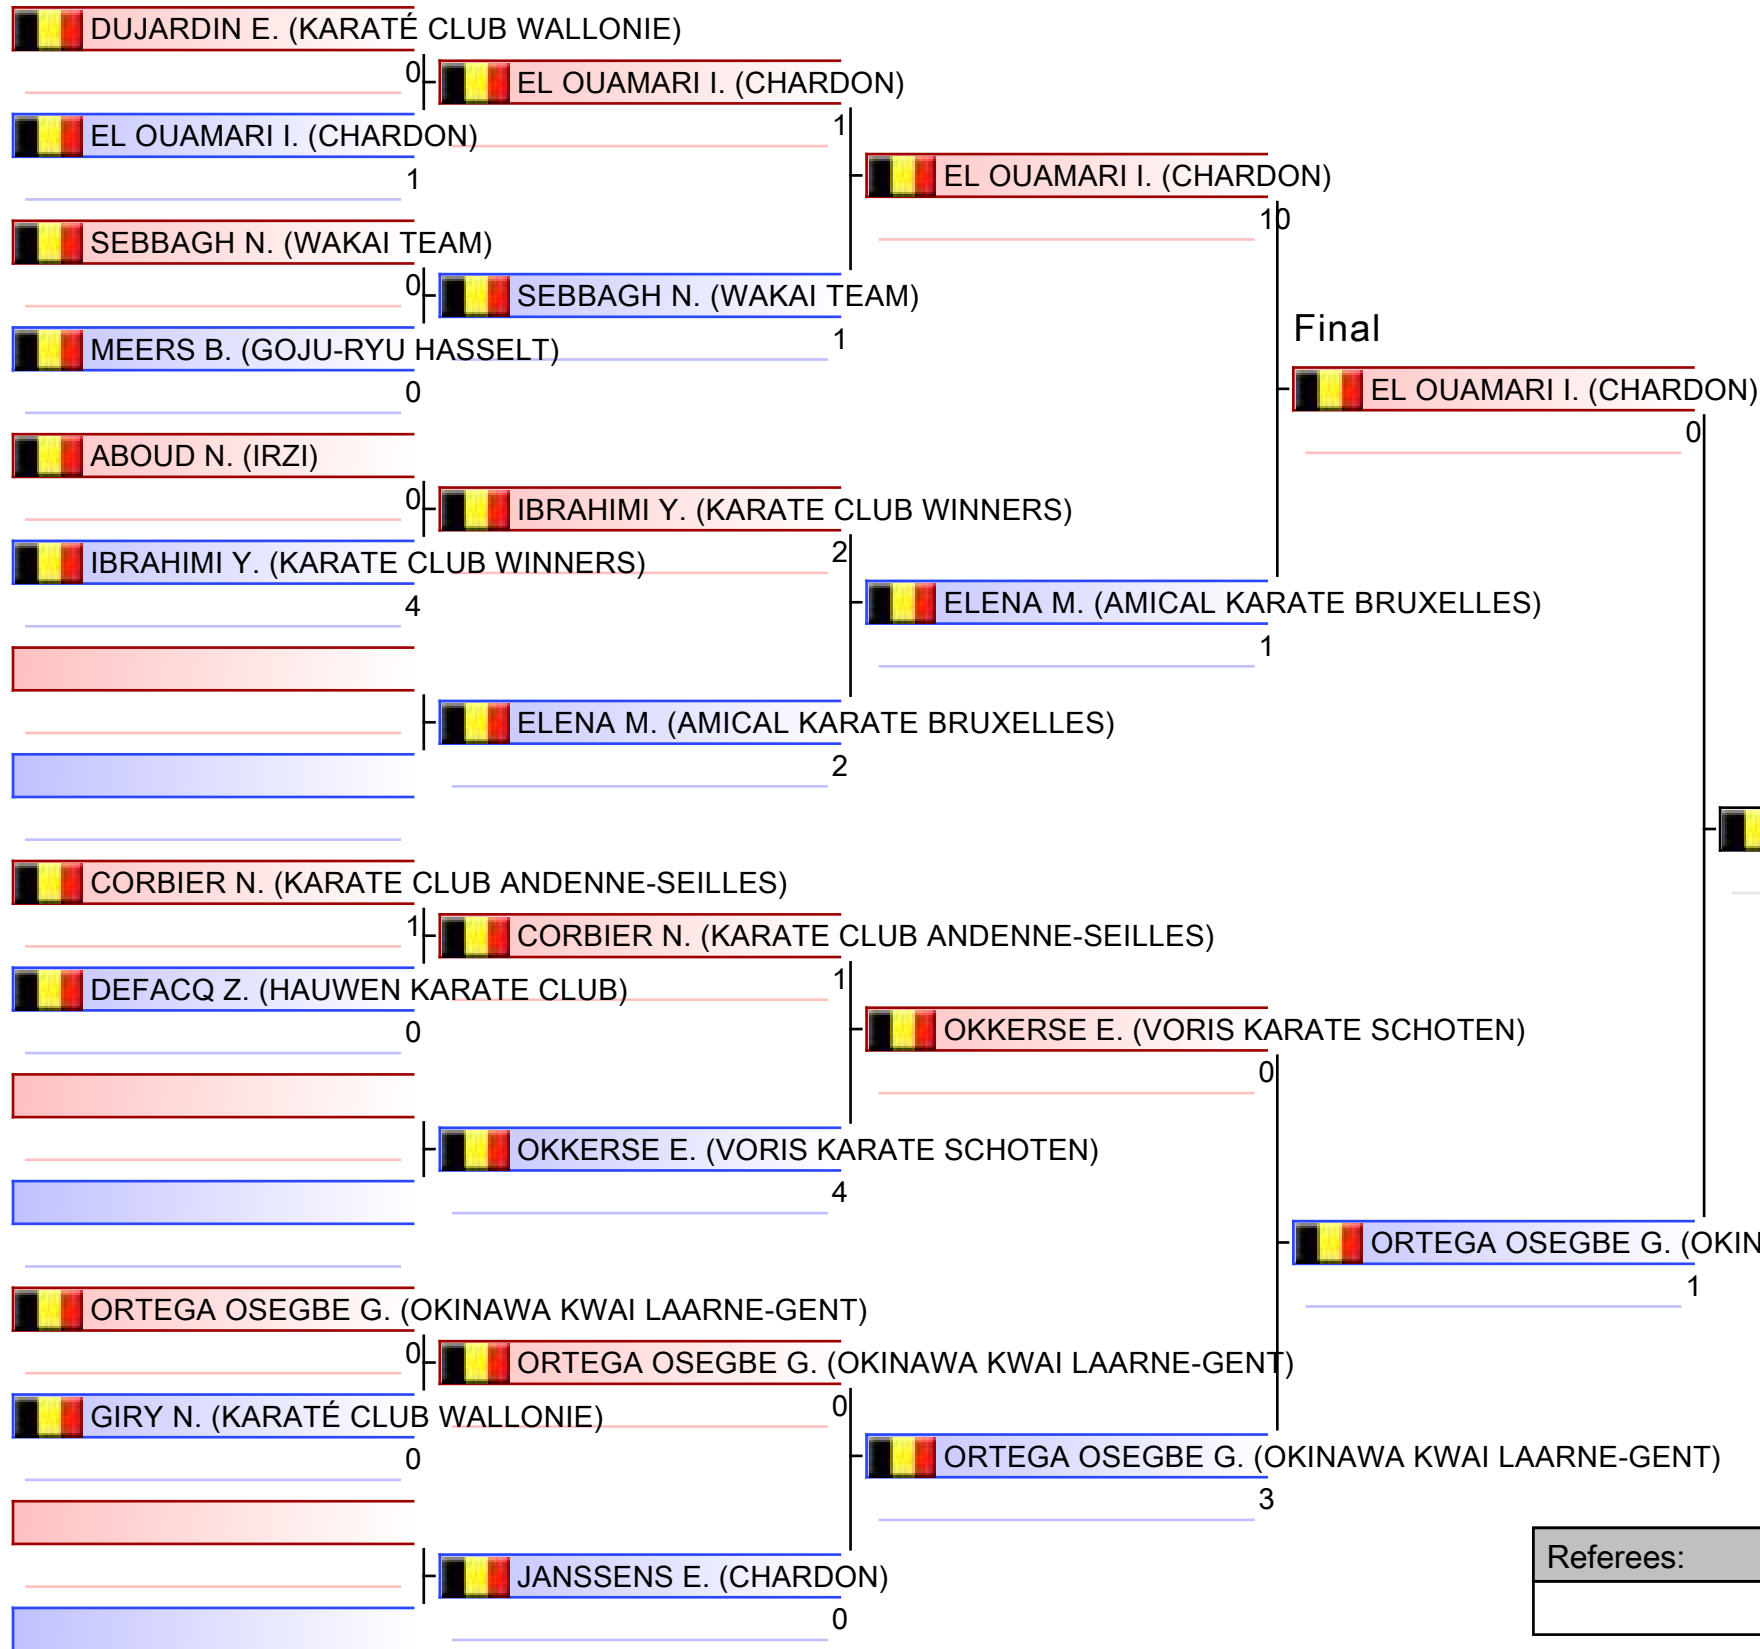 DUJARDIN E. (KARATÉ CLUB WALLONIE)
0
EL OUAMARI I. (CHARDON)
1
SEBBAGH N. (WAKAI TEAM)
0
MEERS B. (GOJU-RYU HASSELT)
0
ABOUD N. (IRZI)
0
IBRAHIMI Y. (KARATE CLUB WINNERS)
4
CORBIER N. (KARATE CLUB ANDENNE-SEILLES)
1
DEFACQ Z. (HAUWEN KARATE CLUB)
0
ORTEGA OSEGBE G. (OKINAWA KWAI LAARNE-GENT)
0
GIRY N. (KARATÉ CLUB WALLONIE)
0
EL OUAMARI I. (CHARDON)
1
SEBBAGH N. (WAKAI TEAM)
1
IBRAHIMI Y. (KARATE CLUB WINNERS)
2
ELENA M. (AMICAL KARATE BRUXELLES)
2
CORBIER N. (KARATE CLUB ANDENNE-SEILLES)
1
OKKERSE E. (VORIS KARATE SCHOTEN)
4
ORTEGA OSEGBE G. (OKINAWA KWAI LAARNE-GENT)
0
JANSSENS E. (CHARDON)
0
EL OUAMARI I. (CHARDON)
10
ELENA M. (AMICAL KARATE BRUXELLES)
1
OKKERSE E. (VORIS KARATE SCHOTEN)
0
ORTEGA OSEGBE G. (OKINAWA KWAI LAARNE-GENT)
3
Final
EL OUAMARI I. (CHARDON)
0
ORTEGA OSEGBE G. (OKIN
1
Referees: